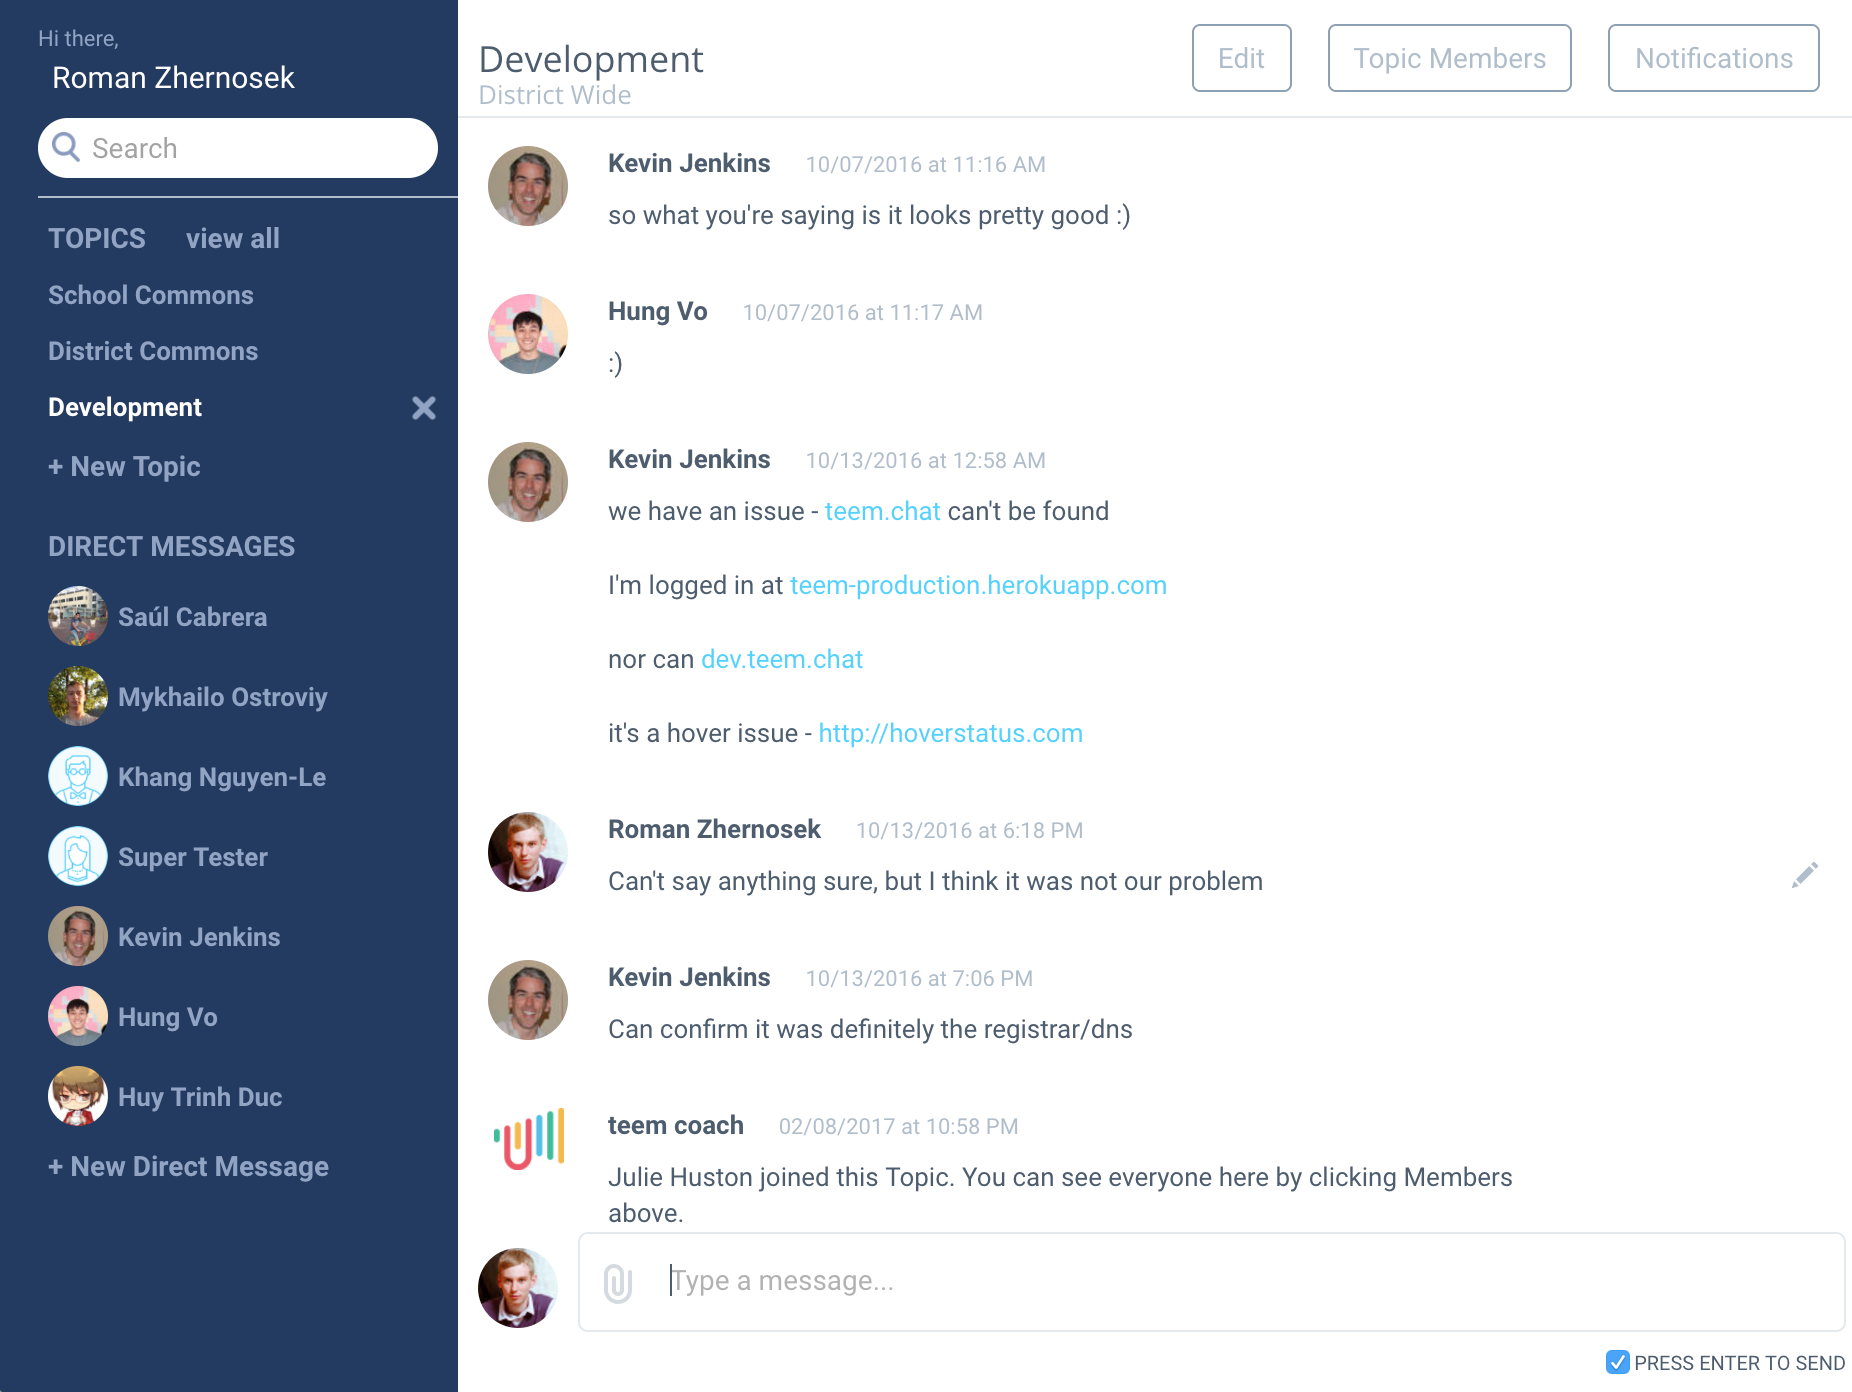 Hi there,
Roman Zhernosek
Search
TOPICS view all
School Commons
District Commons
Development
+ New Topic
DIRECT MESSAGES
Saúl Cabrera
Mykhailo Ostroviy
Khang Nguyen-Le
Super Tester
Kevin Jenkins
Hung Vo
Huy Trinh Duc
+ New Direct Message
Development
District Wide
Edit
Topic Members
Notifications
Kevin Jenkins 10/07/2016 at 11:16 AM
so what you're saying is it looks pretty good :)
Hung Vo 10/07/2016 at 11:17 AM
:)
Kevin Jenkins 10/13/2016 at 12:58 AM
we have an issue - teem.chat can't be found
I'm logged in at teem-production.herokuapp.com
nor can dev.teem.chat
it's a hover issue - http://hoverstatus.com
Roman Zhernosek 10/13/2016 at 6:18 PM
Can't say anything sure, but I think it was not our problem
Kevin Jenkins 10/13/2016 at 7:06 PM
Can confirm it was definitely the registrar/dns
teem coach 02/08/2017 at 10:58 PM
Julie Huston joined this Topic. You can see everyone here by clicking Members
above.
Type a message...
PRESS ENTER TO SEND